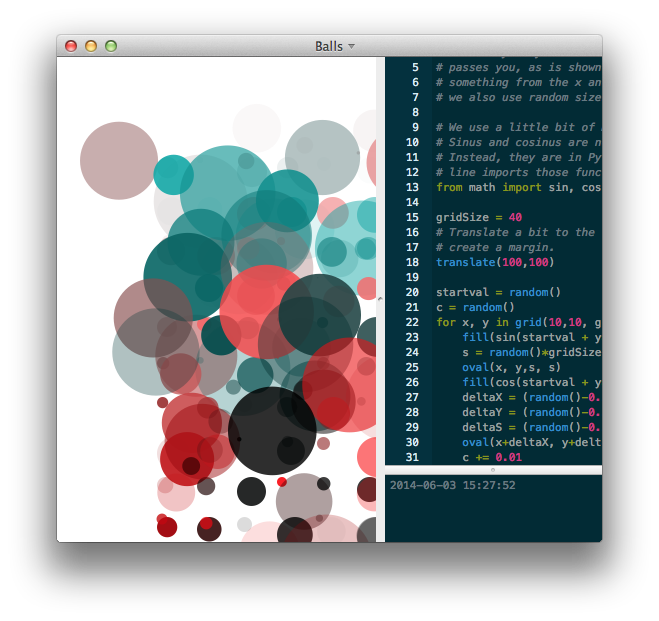 Balls
5 # passes you, as is shown
6 # something from the x an
7 # we also use random size
8
9 # We use a little bit of
10 # Sinus and cosinus are n
11 # Instead, they are in Py
12 # line imports those func
13 from math import sin, cos
14
15 gridSize = 40
16 # Translate a bit to the
17 # create a margin.
18 translate(100,100)
19
20 startval = random()
21 c = random()
22 for x, y in grid(10,10, g
23 fill(sin(startval + y
24 s = random()*gridSize
25 oval(x, y,s, s)
26 fill(cos(startval + y
27 deltaX = (random()-0.
28 deltaY = (random()-0.
29 deltaS = (random()-0.
30 oval(x+deltaX, y+delt
31 c += 0.01
2014-06-03 15:27:52